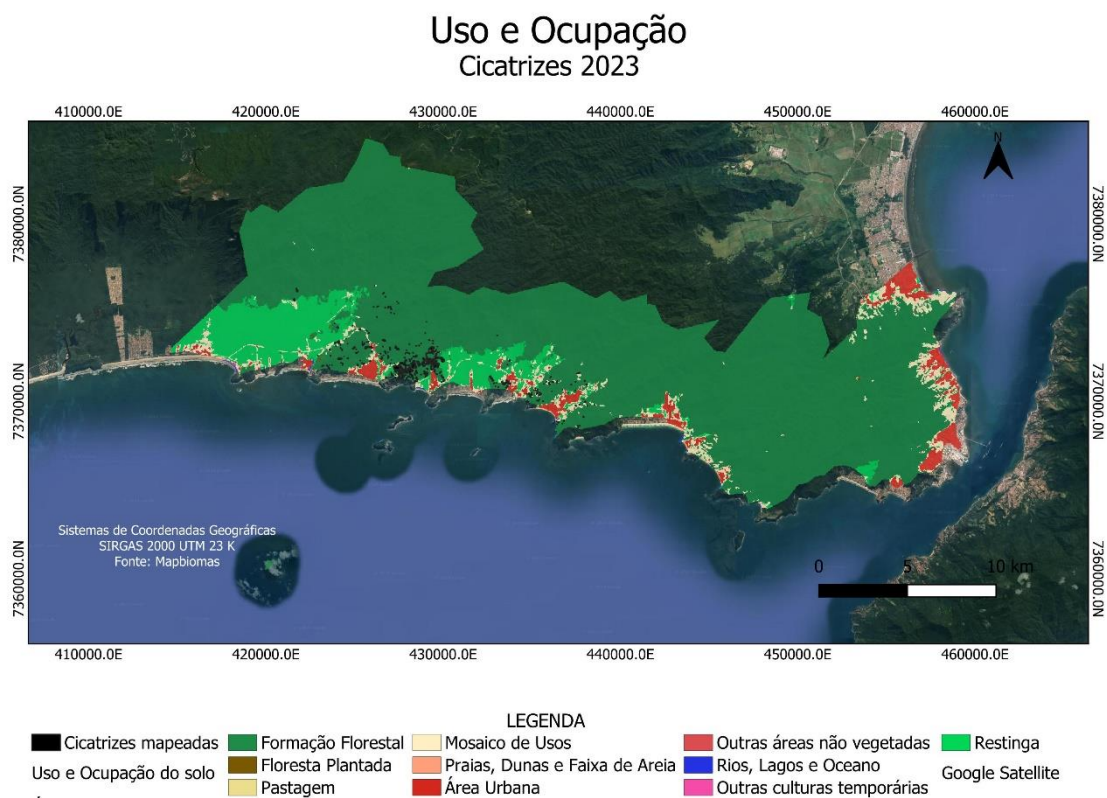 Uso e Ocupação
Cicatrizes 2023
410000.0E 420000.0E 430000.0E 440000.0E 450000.0E 460000.0E
7380000.0N
7370000.0N
7360000.0N
N
7380000.0N
7370000.0N
7360000.0N
Sistemas de Coordenadas Geográficas
SIRGAS 2000 UTM 23 K
Fonte: Mapbiomas
0 5 10 km
410000.0E 420000.0E 430000.0E 440000.0E 450000.0E 460000.0E
LEGENDA
Cicatrizes mapeadas
Uso e Ocupação do solo
Formação Florestal
Floresta Plantada
Pastagem
Mosaico de Usos
Praias, Dunas e Faixa de Areia
Área Urbana
Outras áreas não vegetadas
Rios, Lagos e Oceano
Outras culturas temporárias
Restinga
Google Satellite